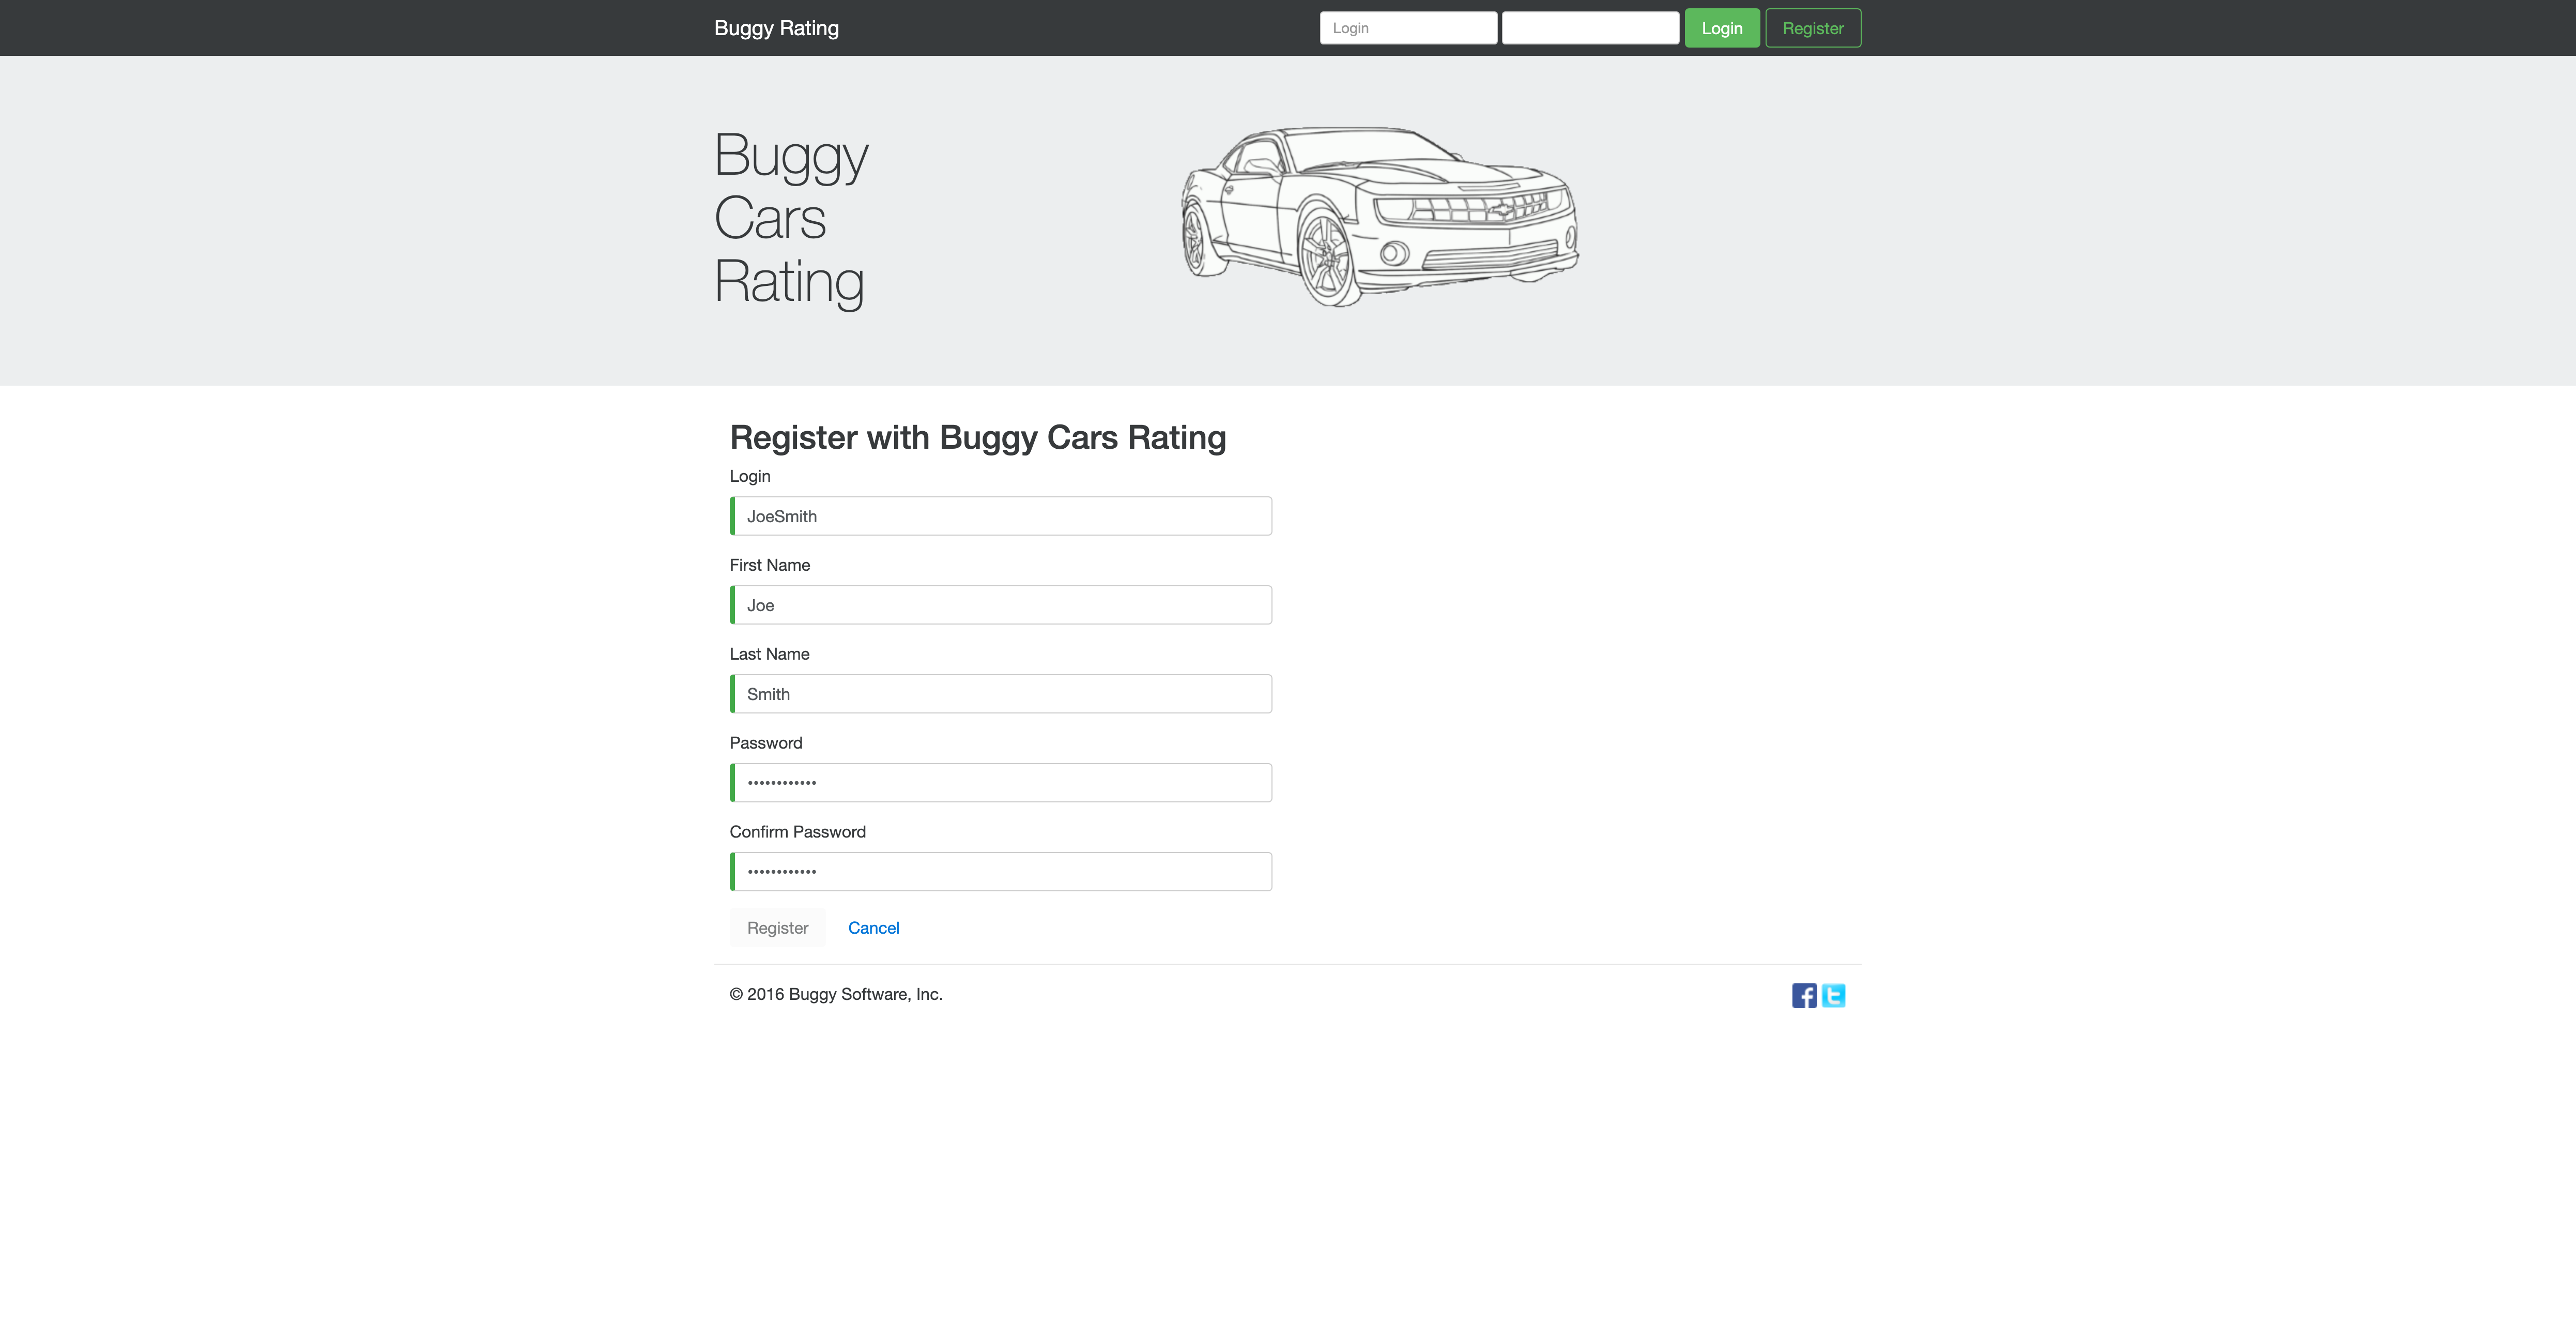 Buggy Rating
Login
Login
Register
Buggy
Cars
Rating
Register with Buggy Cars Rating
Login
JoeSmith
First Name
Joe
Last Name
Smith
Password
••••••••••••
Confirm Password
••••••••••••
Register
Cancel
© 2016 Buggy Software, Inc.